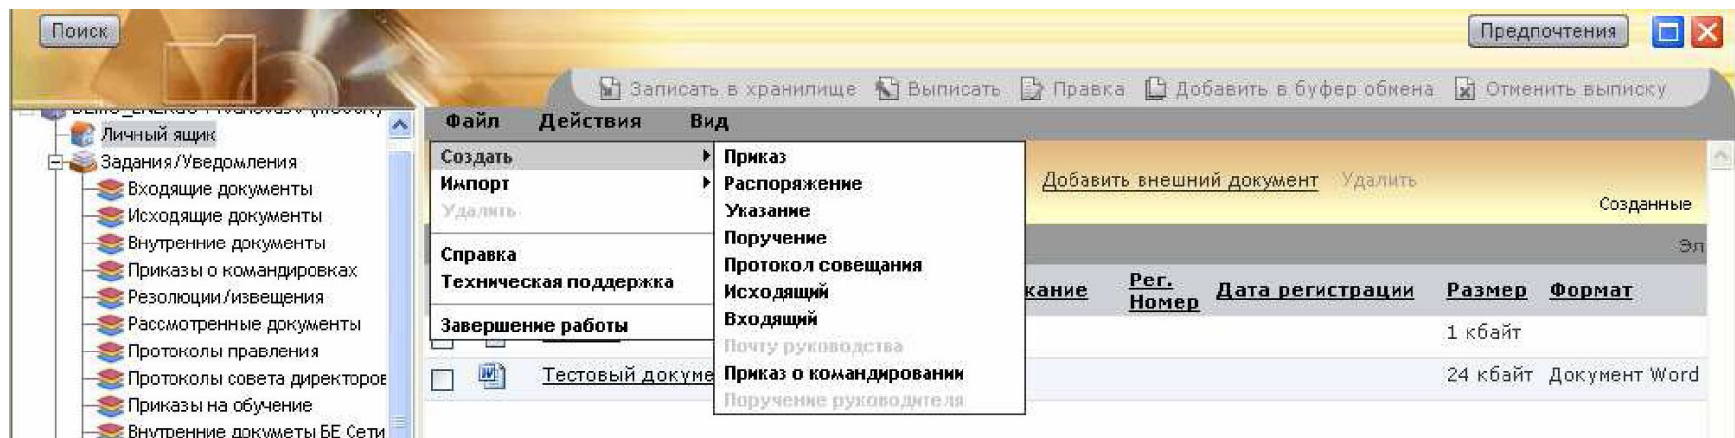 Поиск
Предпочтения
Записать в хранилище Выписать Правка Добавить в буфер обмена Отменить выписку
Личный ящик
Задания/Уведомления
Входящие документы
Исходящие документы
Внутренние документы
Приказы о командировках
Резолюции/извещения
Рассмотренные документы
Протоколы правления
Протоколы совета директоров
Приказы на обучение
Внутренние докуметы БЕ Сети
Файл Действия Вид
Создать
Импорт
Удалить
Справка
Техническая поддержка
Завершение работы
Приказ
Распоряжение
Указание
Поручение
Протокол совещания
Исходящий
Входящий
Почту руководства
Приказ о командировании
Поручение руководителя
Добавить внешний документ Удалить
Созданные
Эл
кание Рег. Номер Дата регистрации Размер Формат
1 кбайт
Тестовый докуме 24 кбайт Документ Word